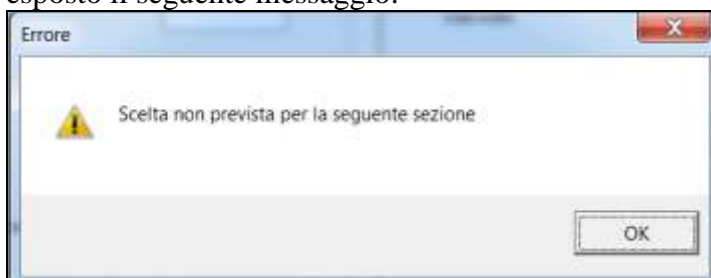 esposto il seguente messaggio:
Errore
Scelta non prevista per la seguente sezione
OK